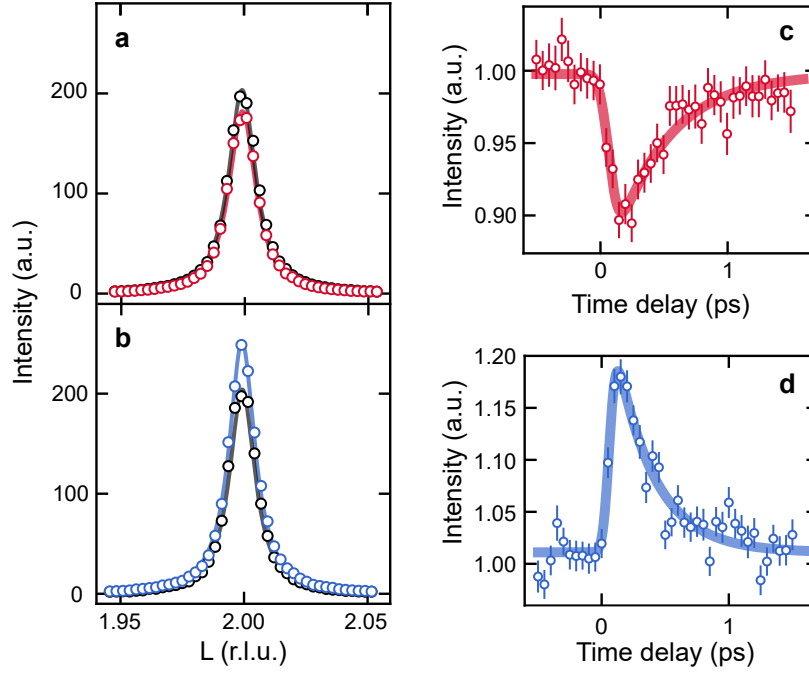 a
200
100
0
b
200
100
0
Intensity (a.u.)
1.95 2.00 2.05
L (r.l.u.)
c
1.00
0.95
0.90
Intensity (a.u.)
0 1
Time delay (ps)
d
1.20
1.15
1.10
1.05
1.00
Intensity (a.u.)
0 1
Time delay (ps)